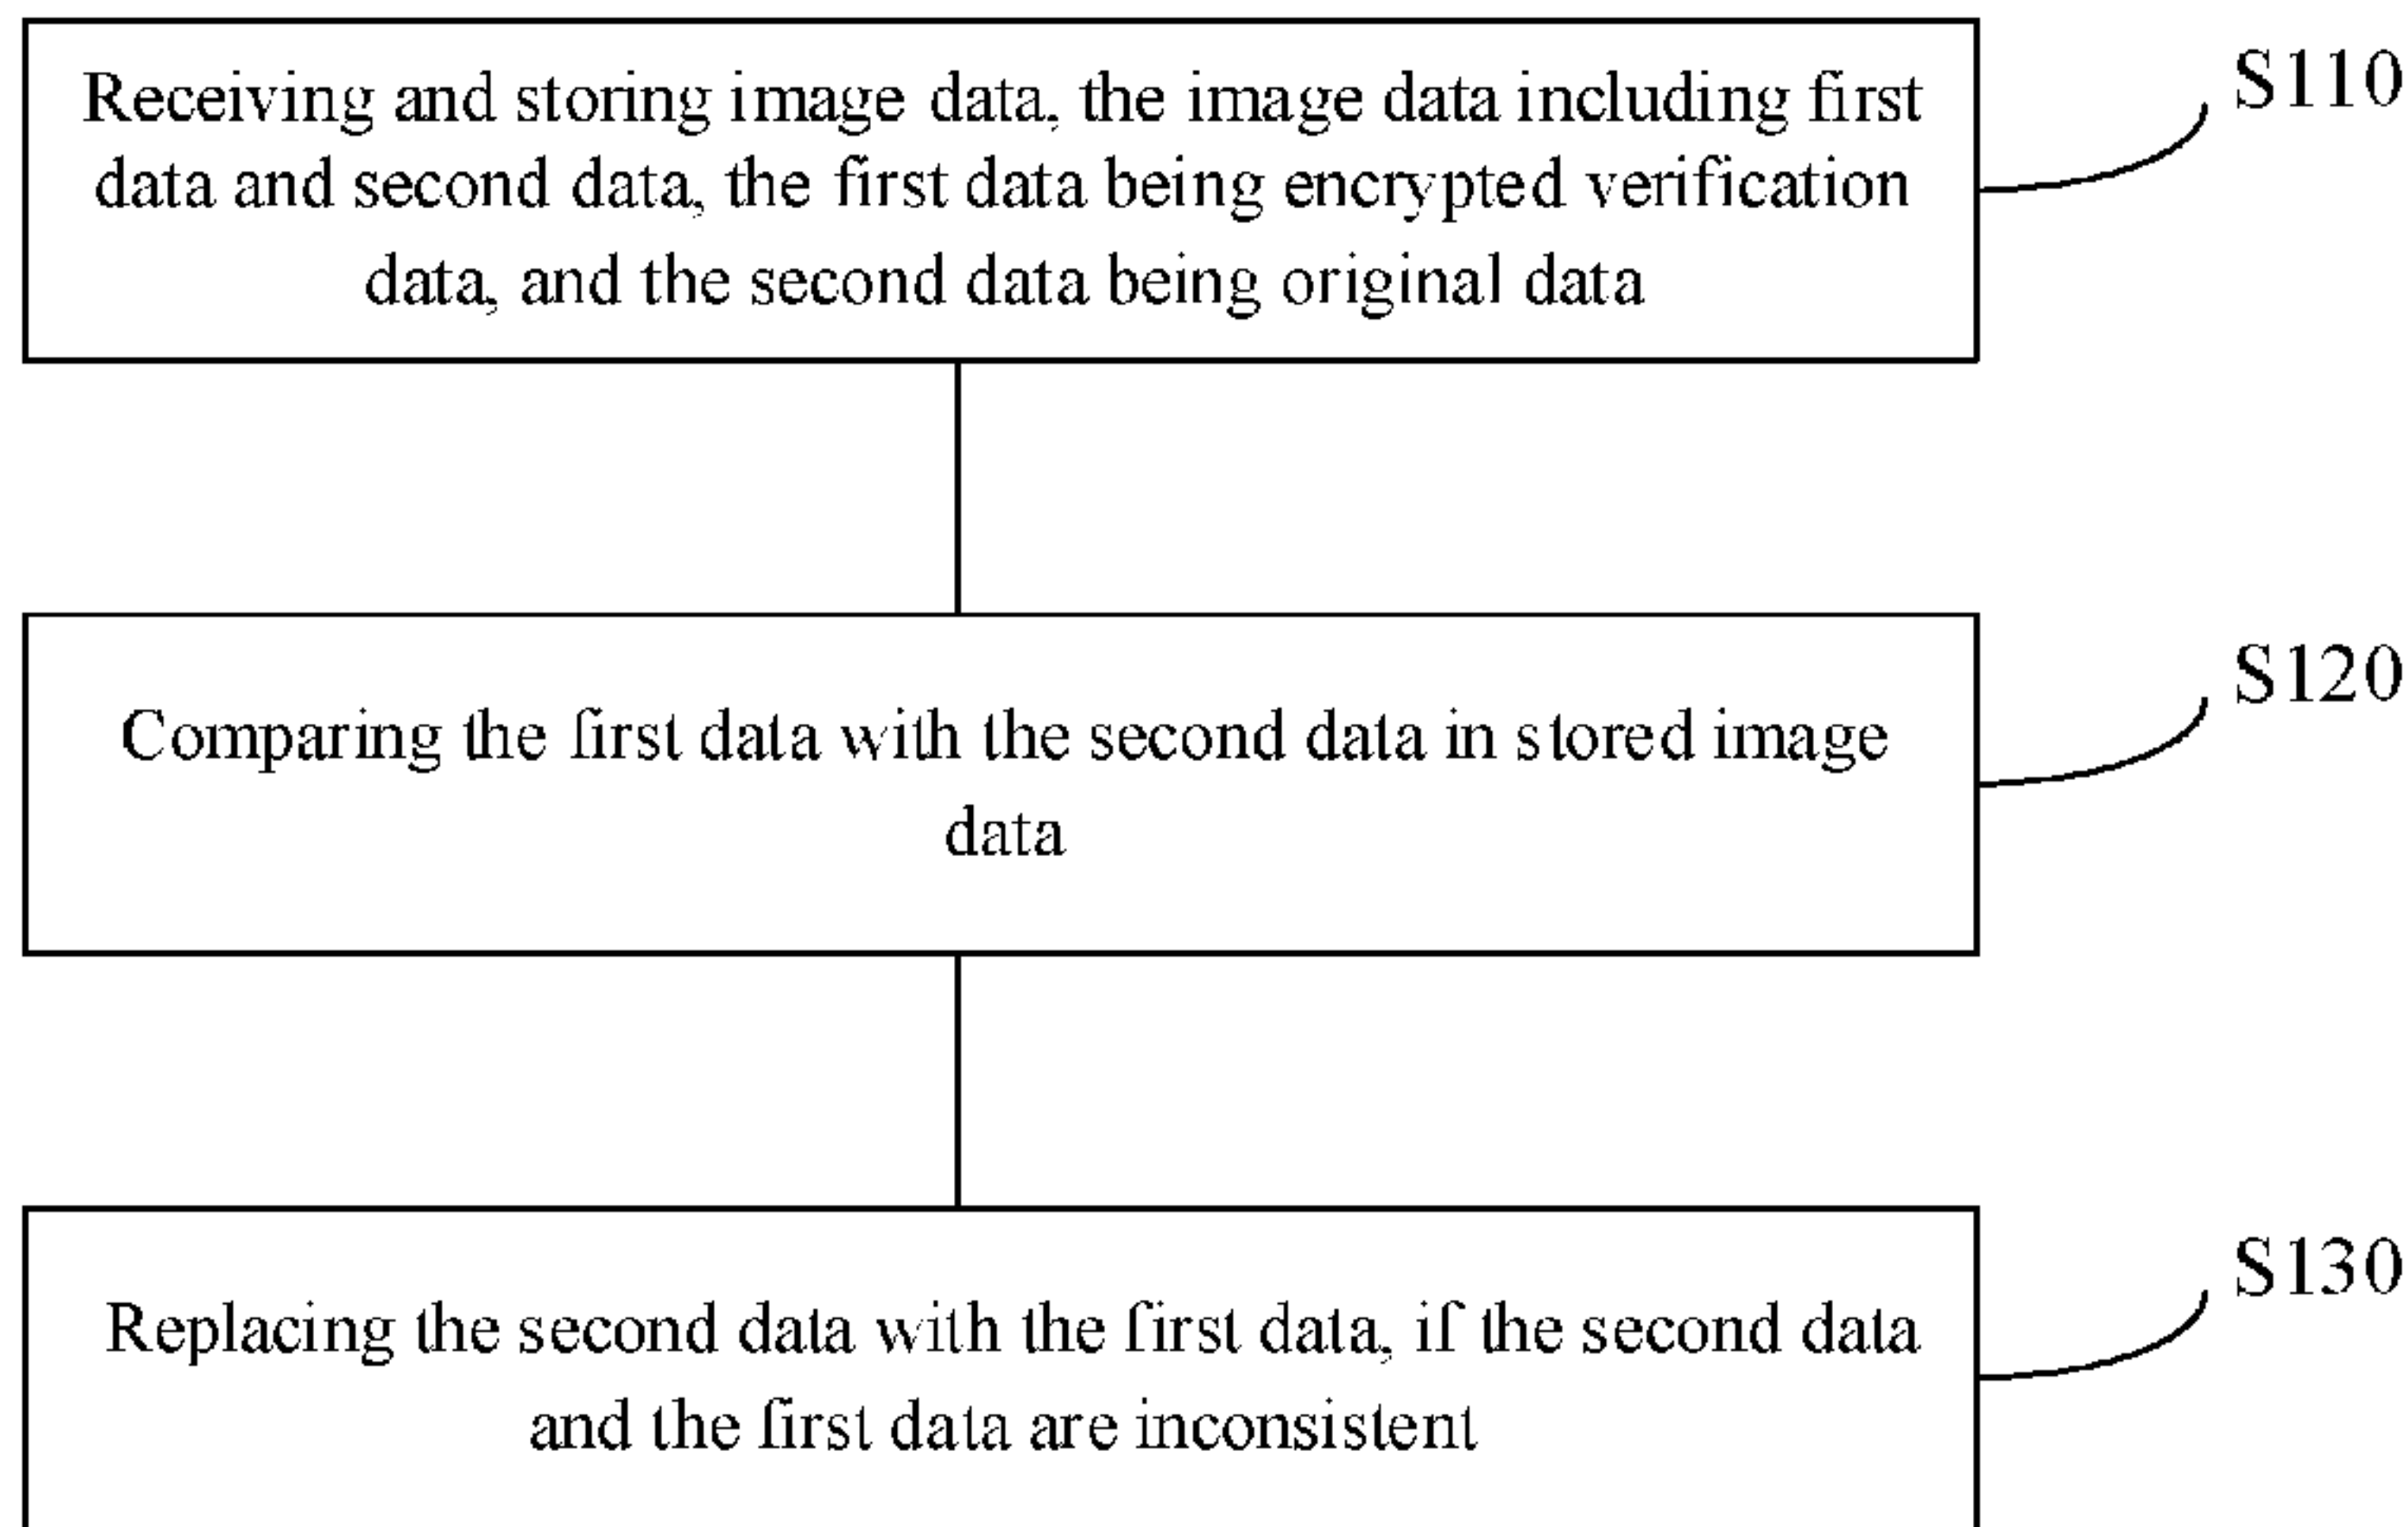 Receiving and storing image data, the image data including first
data and second data, the first data being encrypted verification
data, and the second data being original data
S110
Comparing the first data with the second data in stored image
data
S120
Replacing the second data with the first data, if the second data
and the first data are inconsistent
S130